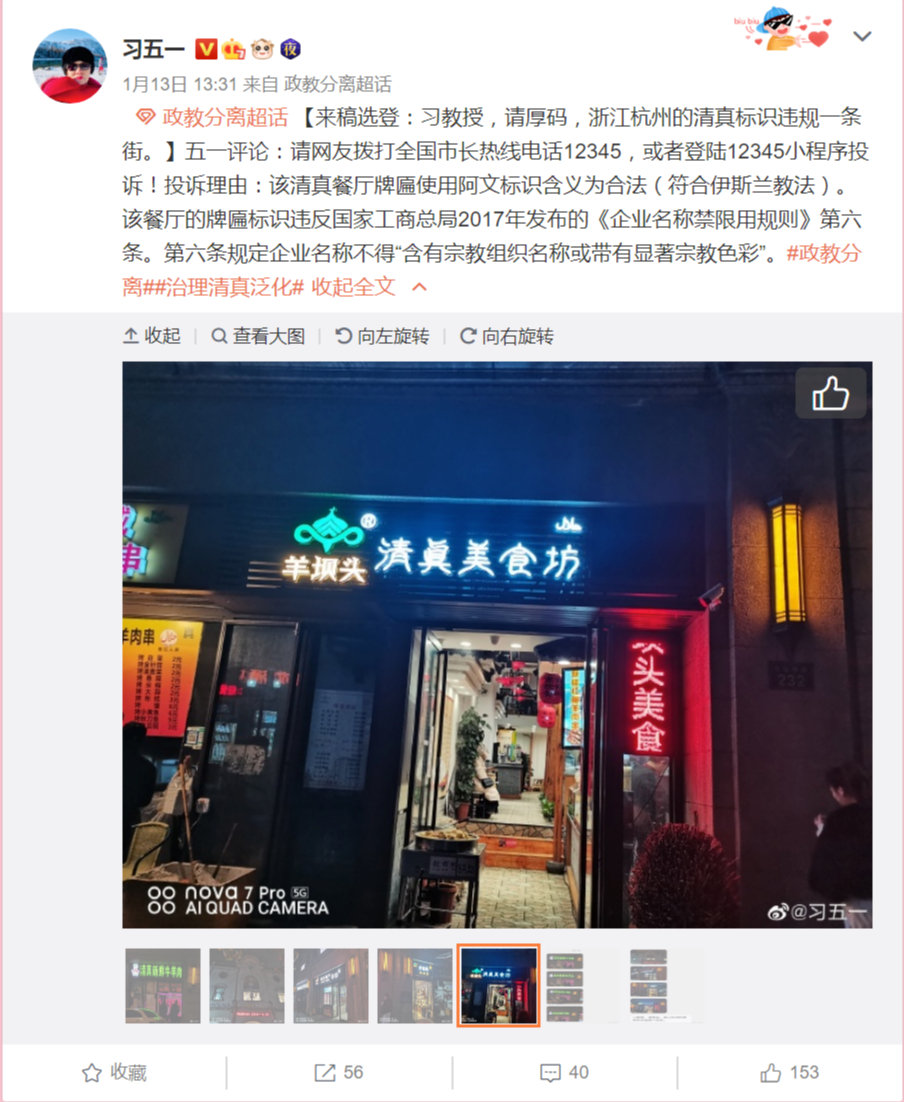 biu biu
习五一
1月13日 13:31 来自 政教分离超话
政教分离超话 【来稿选登：习教授，请厚码，浙江杭州的清真标识违规一条
街。】五一评论：请网友拨打全国市长热线电话12345，或者登陆12345小程序投
诉！投诉理由：该清真餐厅牌匾使用阿文标识含义为合法（符合伊斯兰教法）。
该餐厅的牌匾标识违反国家工商总局2017年发布的《企业名称禁限用规则》第六
条。第六条规定企业名称不得“含有宗教组织名称或带有显著宗教色彩”。#政教分
离##治理清真泛化# 收起全文
收起
查看大图
向左旋转
向右旋转
羊坝头
清真美食坊
حلال
串
羊肉串
头美食
232
nova 7 Pro 5G
AI QUAD CAMERA
@习五一
收藏
56
40
153